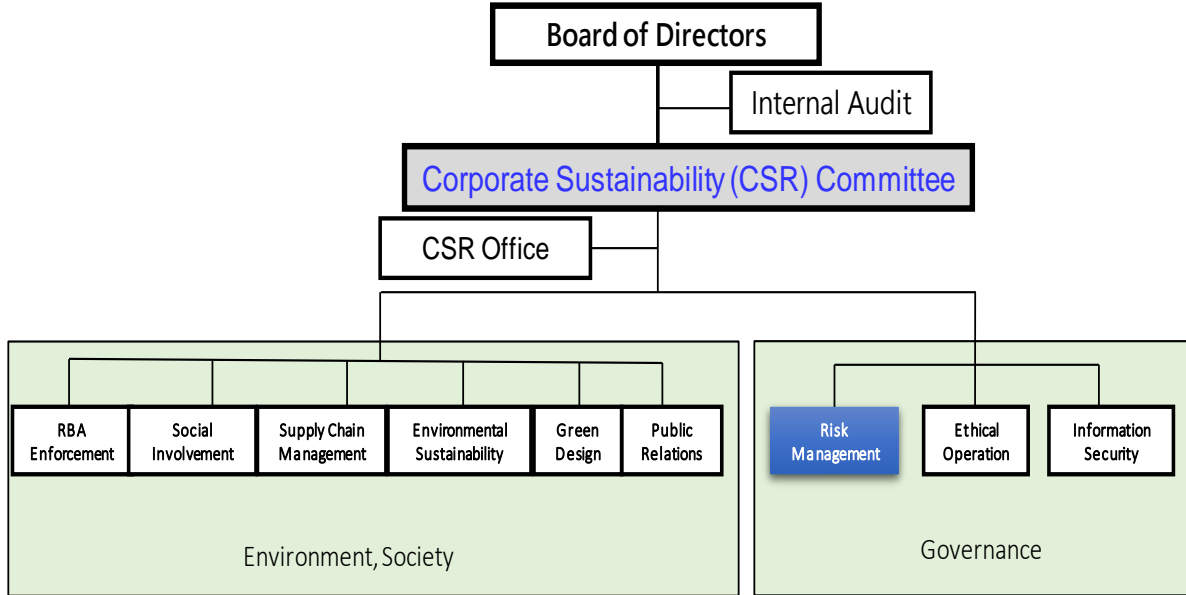 Board of Directors
Internal Audit
Corporate Sustainability (CSR) Committee
CSR Office
RBA
Enforcement
Social
Involvement
Supply Chain
Management
Environmental
Sustainability
Green
Design
Public
Relations
Environment, Society
Risk
Management
Ethical
Operation
Information
Security
Governance